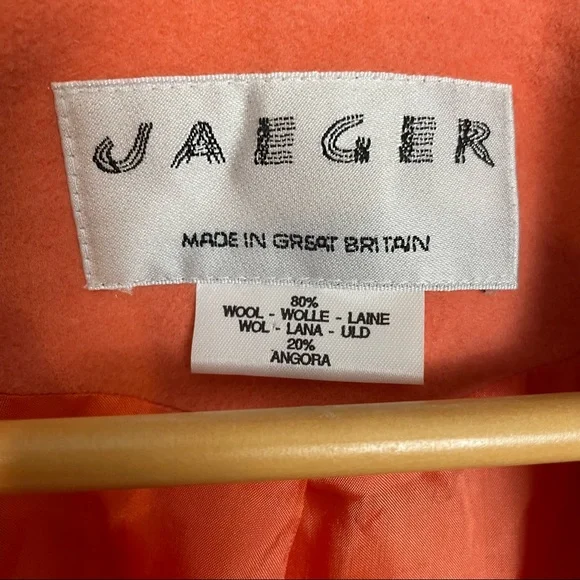 JAEGER
MADE IN GREAT BRITAIN
80%
WOOL - WOLLE - LAINE
WOL - LANA - ULD
20%
ANGORA